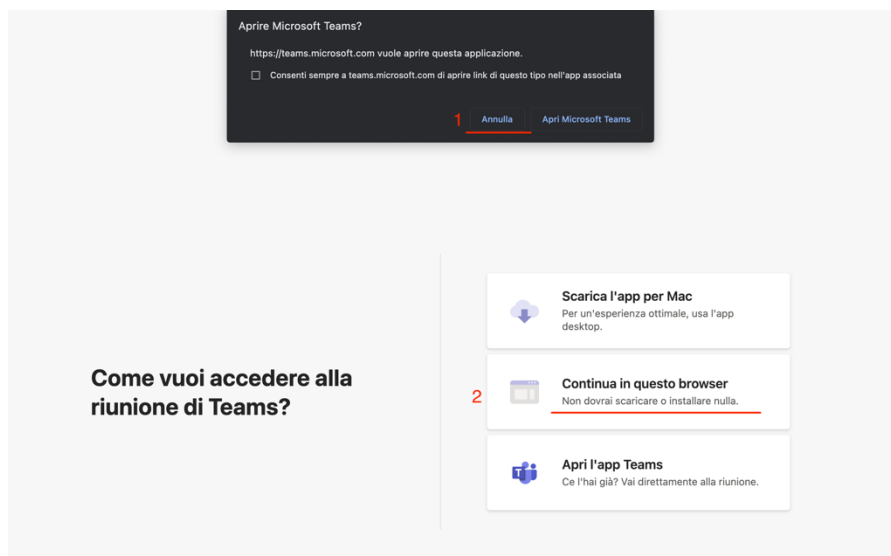 Aprire Microsoft Teams?
https://teams.microsoft.com vuole aprire questa applicazione.
Consenti sempre a teams.microsoft.com di aprire link di questo tipo nell'app associata
1 Annulla Apri Microsoft Teams
Come vuoi accedere alla
riunione di Teams?
Scarica l'app per Mac
Per un'esperienza ottimale, usa l'app
desktop.
2
Continua in questo browser
Non dovrai scaricare o installare nulla.
T
Apri l'app Teams
Ce l'hai già? Vai direttamente alla riunione.